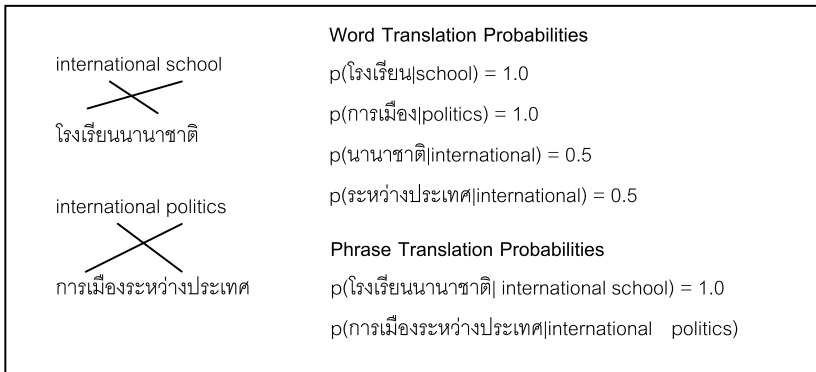 international school
โรงเรียนนานาชาติ
international politics
การเมืองระหว่างประเทศ
Word Translation Probabilities
p(โรงเรียน|school) = 1.0
p(การเมือง|politics) = 1.0
p(นานาชาติ|international) = 0.5
p(ระหว่างประเทศ|international) = 0.5
Phrase Translation Probabilities
p(โรงเรียนนานาชาติ| international school) = 1.0
p(การเมืองระหว่างประเทศ|international politics)